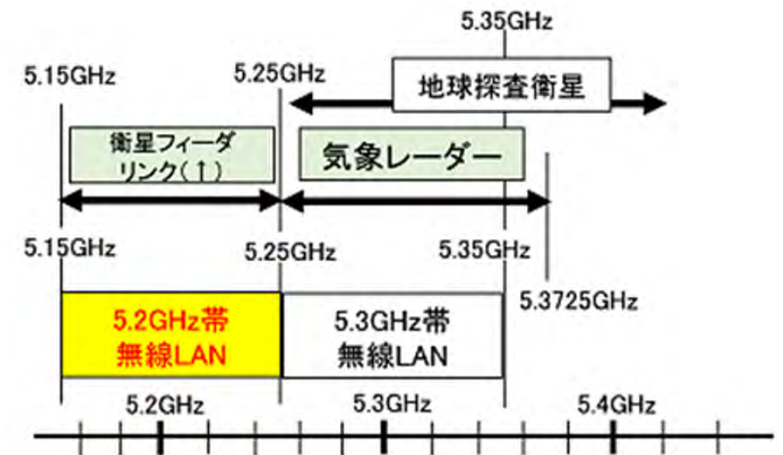 5.35GHz
5.15GHz
5.25GHz
地球探査衛星
衛星フィーダ
リンク(↑)
気象レーダー
5.15GHz
5.25GHz
5.35GHz
5.3725GHz
5.2GHz帯
無線LAN
5.3GHz帯
無線LAN
5.2GHz
5.3GHz
5.4GHz